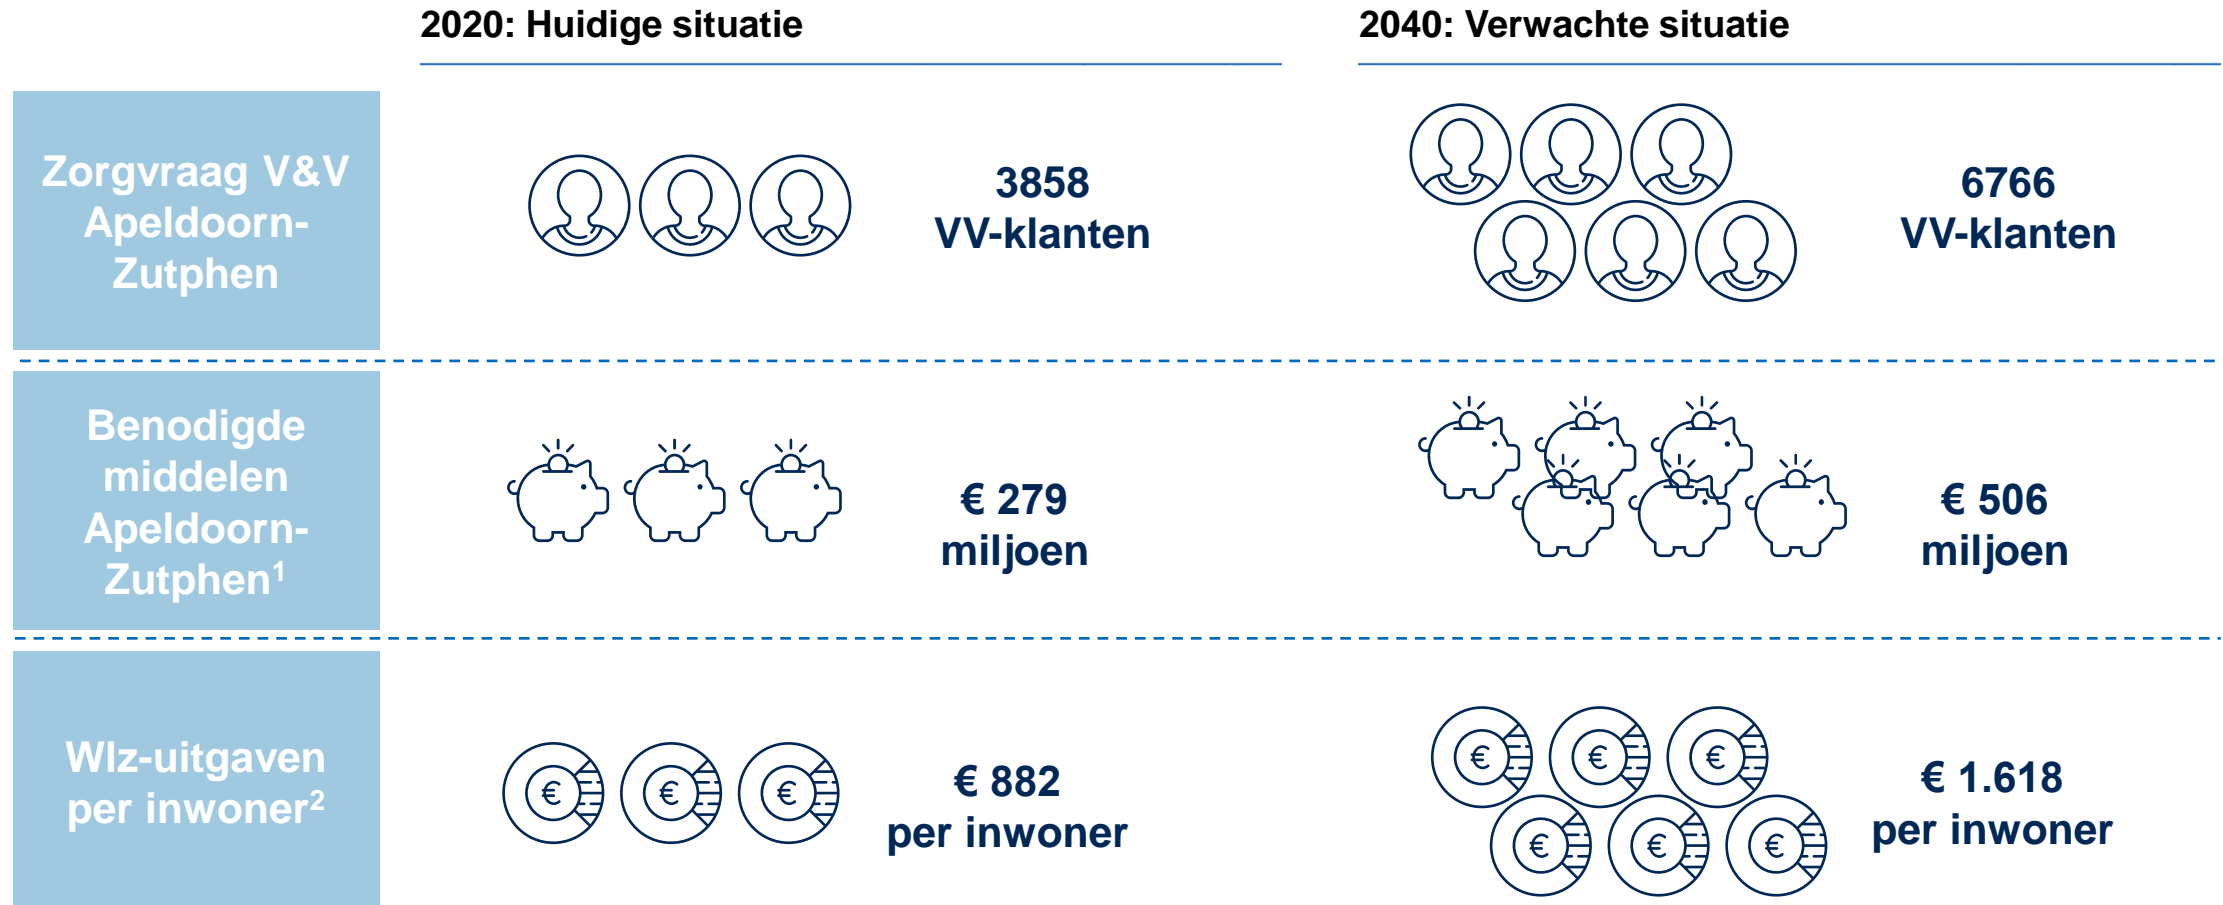 2020: Huidige situatie
2040: Verwachte situatie
Zorgvraag V&V
Apeldoorn-
Zutphen
3858
VV-klanten
6766
VV-klanten
Benodigde
middelen
Apeldoorn-
Zutphen¹
€ 279
miljoen
€ 506
miljoen
Wlz-uitgaven
per inwoner²
€ € €
€ 882
per inwoner
€ € €
€ € €
€ 1.618
per inwoner